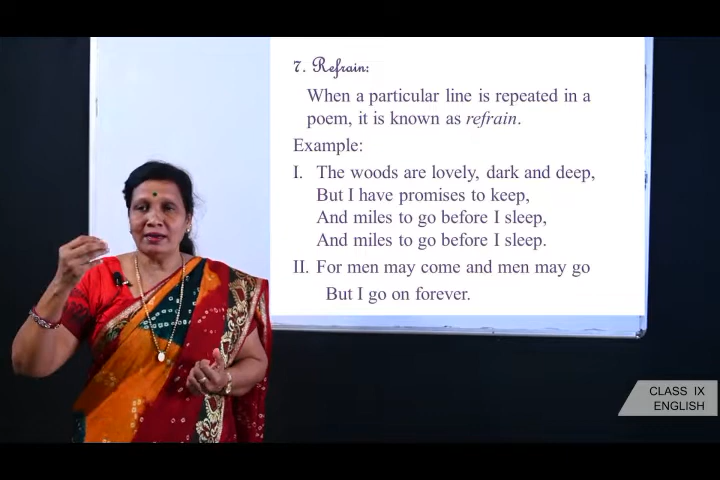 7. Refrain:
When a particular line is repeated in a
poem, it is known as refrain.
Example:
I. The woods are lovely, dark and deep,
But I have promises to keep,
And miles to go before I sleep,
And miles to go before I sleep.
II. For men may come and men may go
But I go on forever.
CLASS IX
ENGLISH